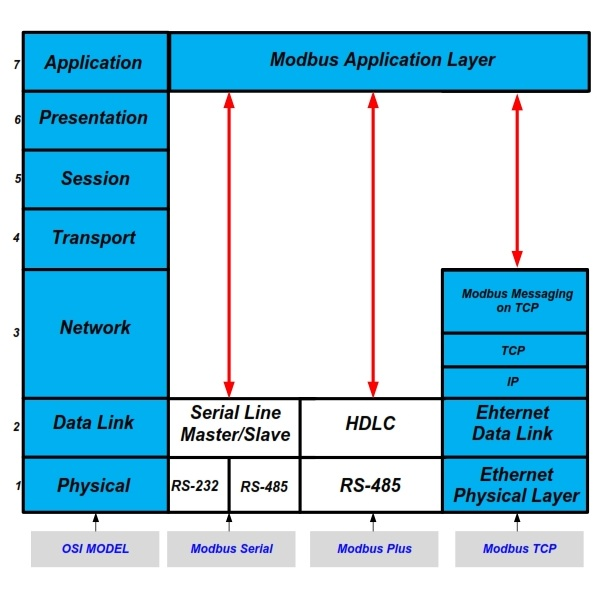 7
Application
Modbus Application Layer
6
Presentation
5
Session
4
Transport
3
Network
Modbus Messaging
on TCP
TCP
IP
2
Data Link
Serial Line
Master/Slave
HDLC
Ehternet
Data Link
1
Physical
RS-232
RS-485
RS-485
Ethernet
Physical Layer
OSI MODEL
Modbus Serial
Modbus Plus
Modbus TCP